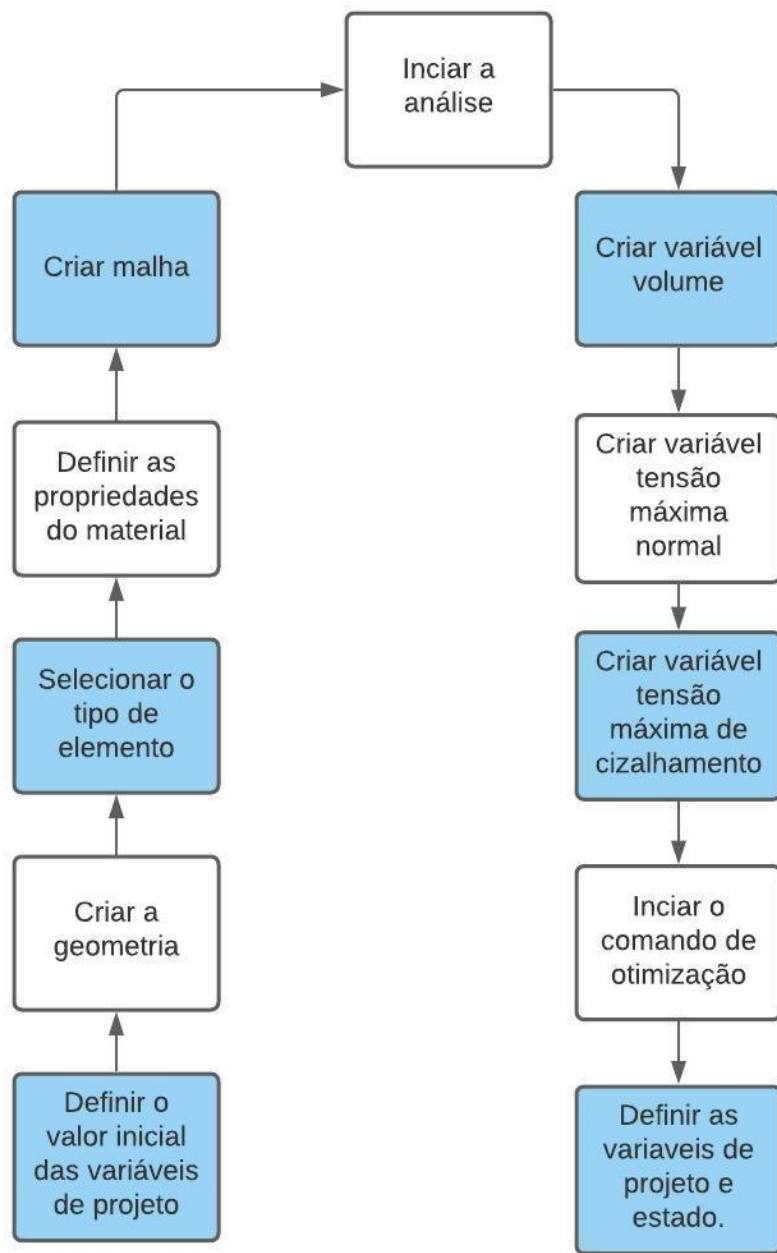 Inciar a
análise
Criar malha
Criar variável
volume
Definir as
propriedades
do material
Criar variável
tensão
máxima
normal
Selecionar o
tipo de
elemento
Criar variável
tensão
máxima de
cizalhamento
Criar a
geometria
Inciar o
comando de
otimização
Definir o
valor inicial
das variáveis
de projeto
Definir as
variaveis de
projeto e
estado.